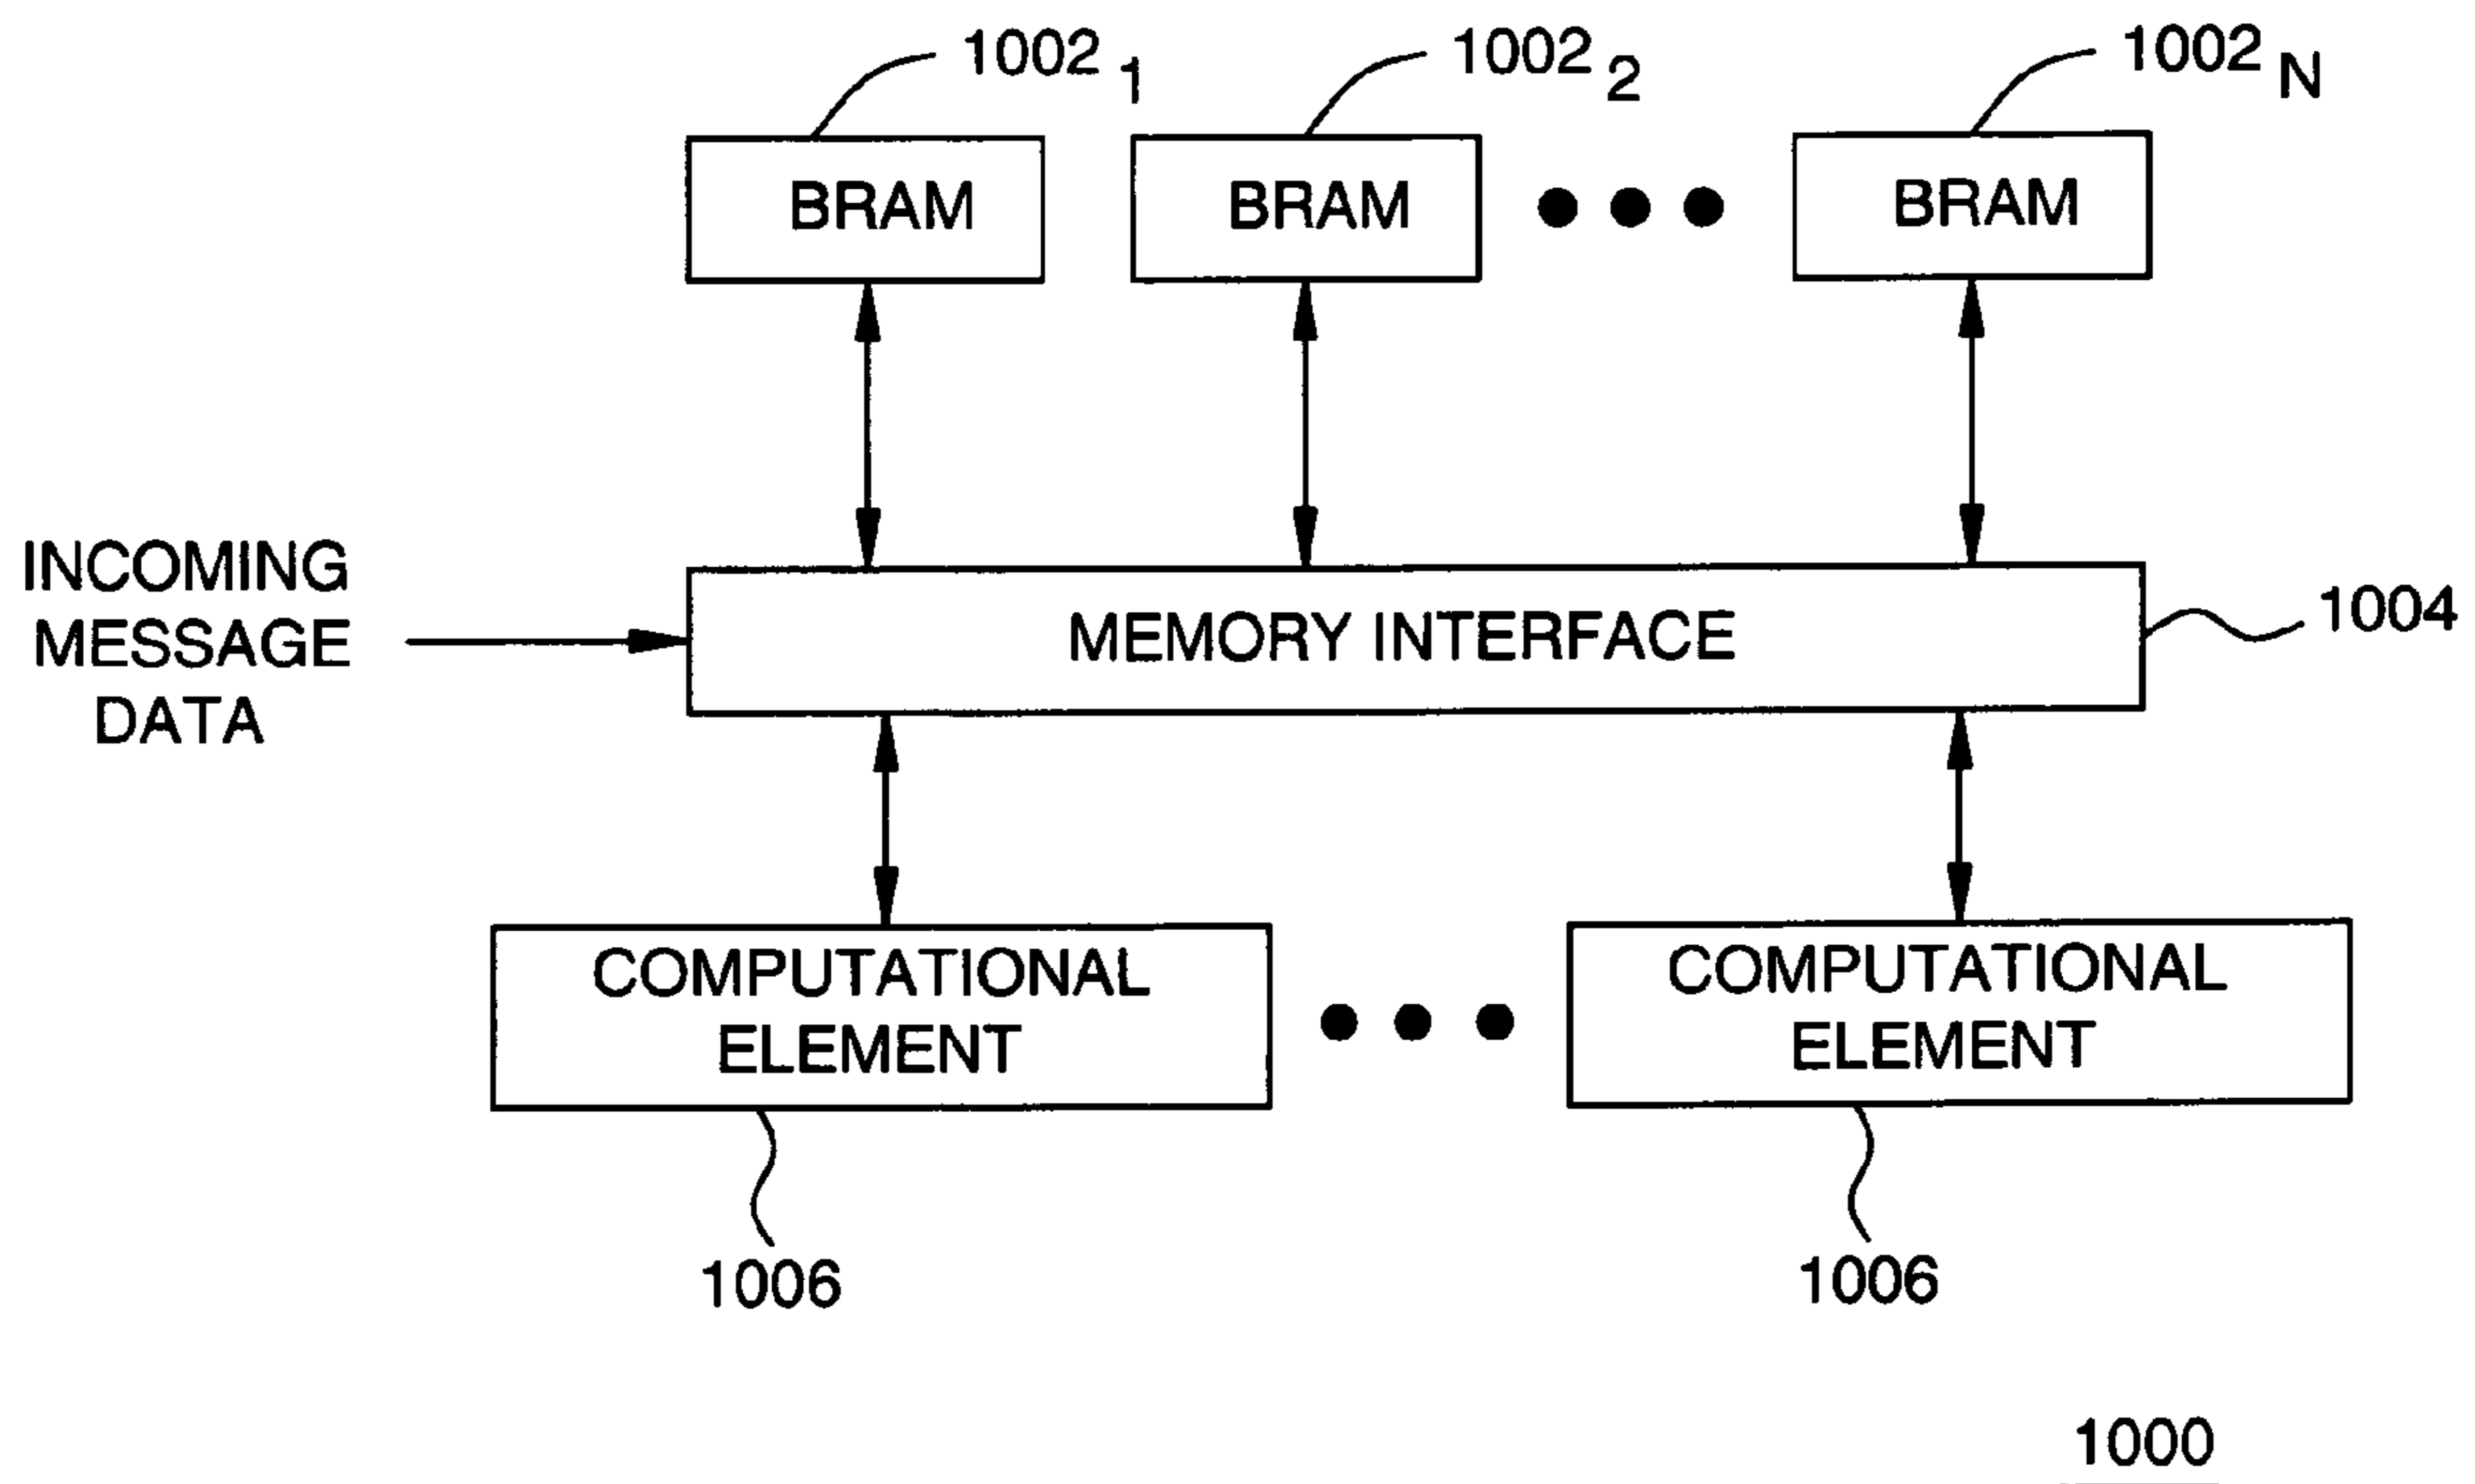 1002 1
1002 2
1002 N
BRAM
BRAM
BRAM
INCOMING
MESSAGE
DATA
MEMORY INTERFACE
1004
COMPUTATIONAL
ELEMENT
COMPUTATIONAL
ELEMENT
1006
1006
1000